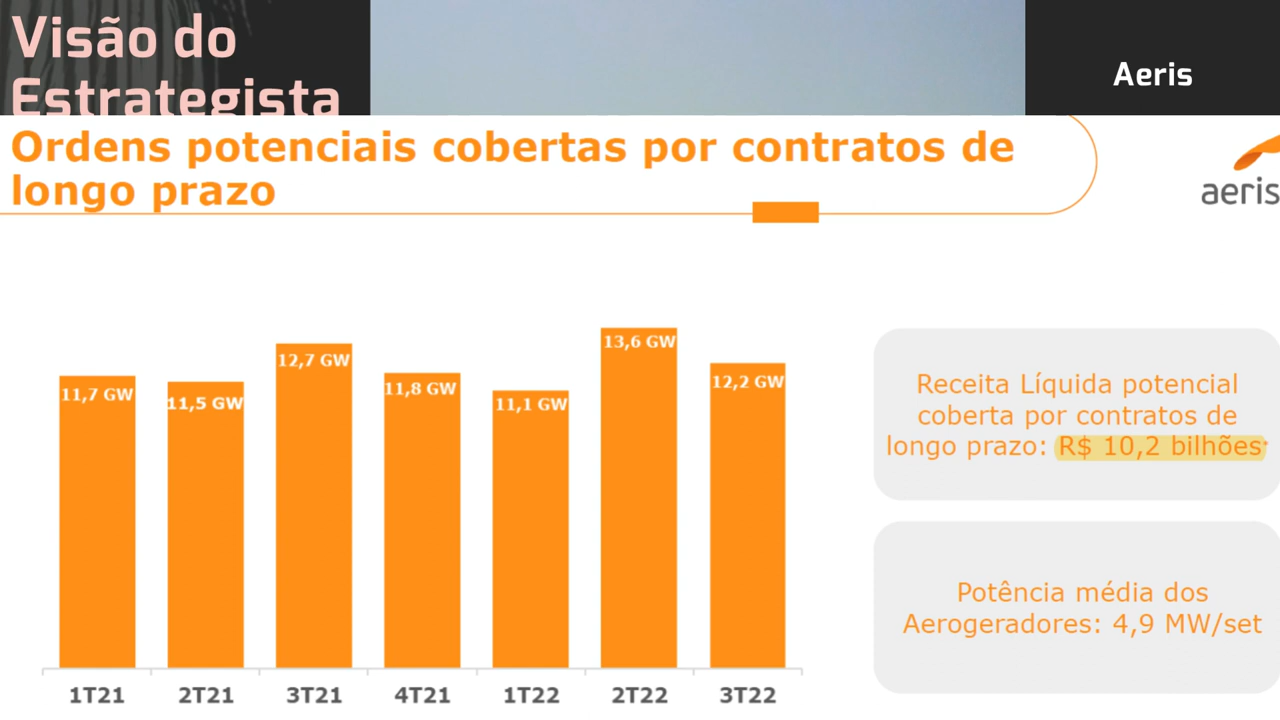 Visão do
Estrategista
Aeris
Ordens potenciais cobertas por contratos de
longo prazo
aeris
11,7 GW
11,5 GW
12,7 GW
11,8 GW
11,1 GW
13,6 GW
12,2 GW
1T21
2T21
3T21
4T21
1T22
2T22
3T22
Receita Líquida potencial
coberta por contratos de
longo prazo: R$ 10,2 bilhões
Potência média dos
Aerogeradores: 4,9 MW/set